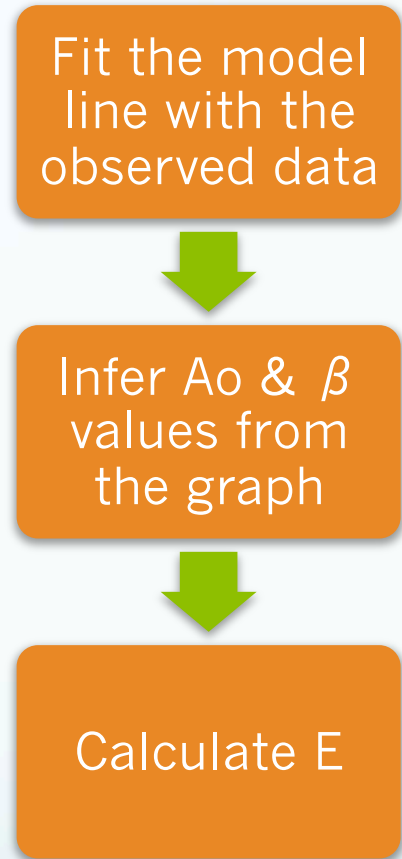 Fit the model
line with the
observed data
Infer Ao & β
values from
the graph
Calculate E